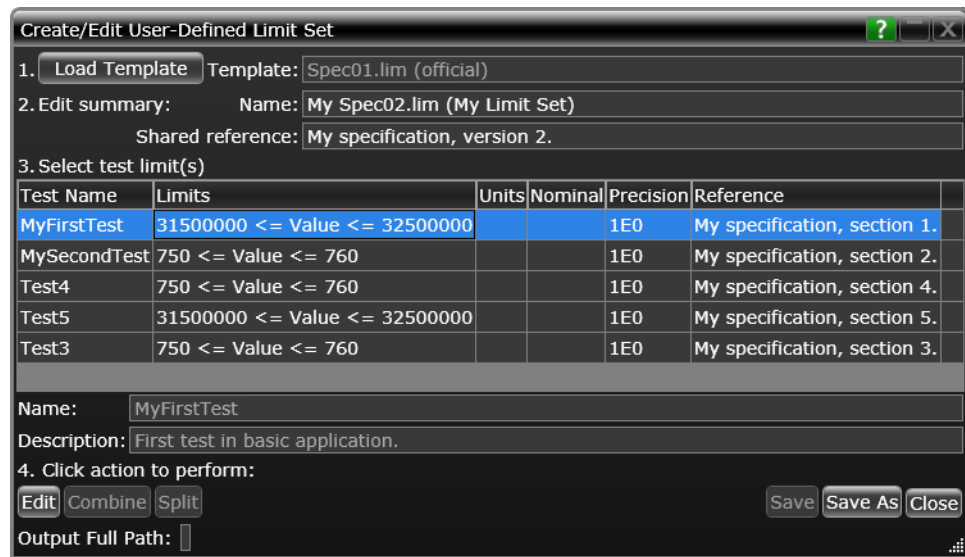 Create/Edit User-Defined Limit Set ? X
1. Load Template Template: Spec01.lim (official)
2. Edit summary: Name: My Spec02.lim (My Limit Set)
Shared reference: My specification, version 2.
3. Select test limit(s)
Test Name Limits Units Nominal Precision Reference
MyFirstTest 31500000 <= Value <= 32500000 1E0 My specification, section 1.
MySecondTest 750 <= Value <= 760 1E0 My specification, section 2.
Test4 750 <= Value <= 760 1E0 My specification, section 4.
Test5 31500000 <= Value <= 32500000 1E0 My specification, section 5.
Test3 750 <= Value <= 760 1E0 My specification, section 3.
Name: MyFirstTest
Description: First test in basic application.
4. Click action to perform:
Edit Combine Split Save Save As Close
Output Full Path: